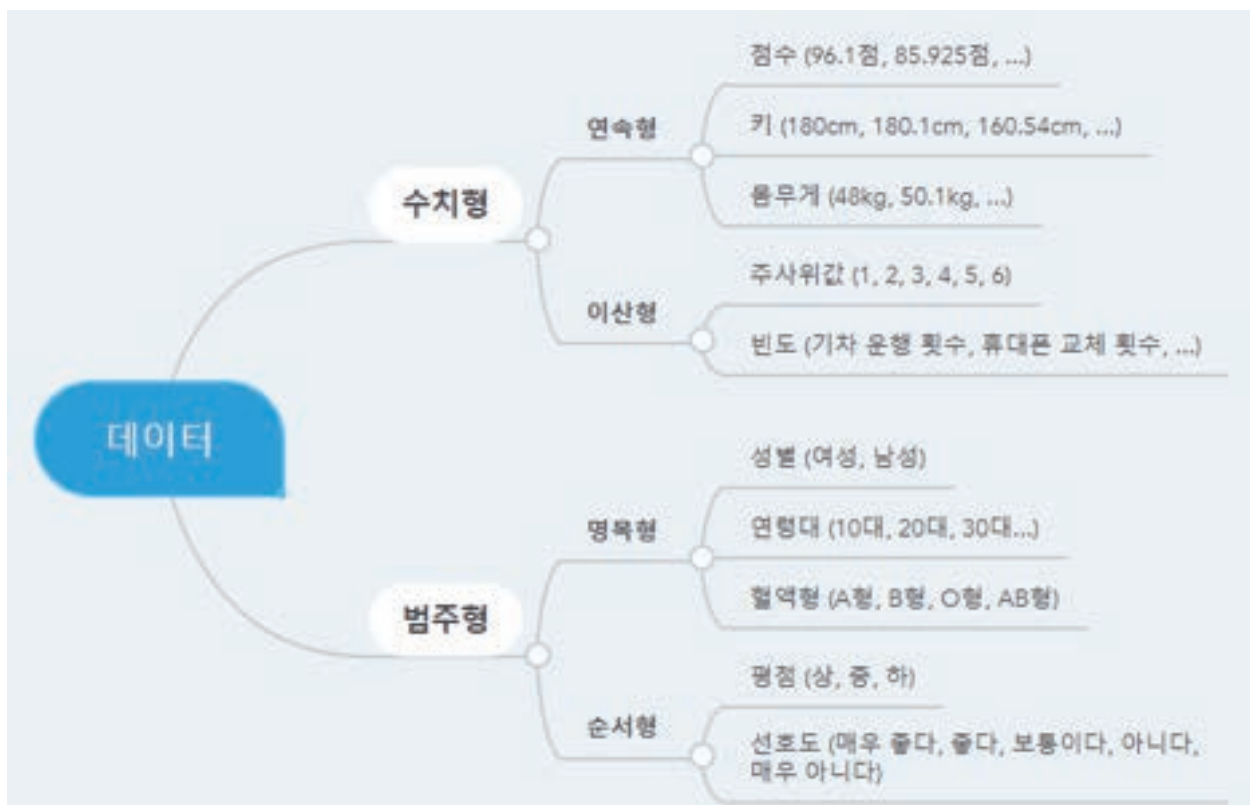 점수 (96.1점, 85.925점, ...)
연속형
키 (180cm, 180.1cm, 160.54cm, ...)
수치형
몸무게 (48kg, 50.1kg, ...)
주사위값 (1, 2, 3, 4, 5, 6)
이산형
빈도 (기차 운행 횟수, 휴대폰 교체 횟수, ...)
데이터
성별 (여성, 남성)
명목형
연령대 (10대, 20대, 30대...)
혈액형 (A형, B형, O형, AB형)
범주형
평점 (상, 중, 하)
순서형
선호도 (매우 좋다, 좋다, 보통이다, 아니다,
매우 아니다)